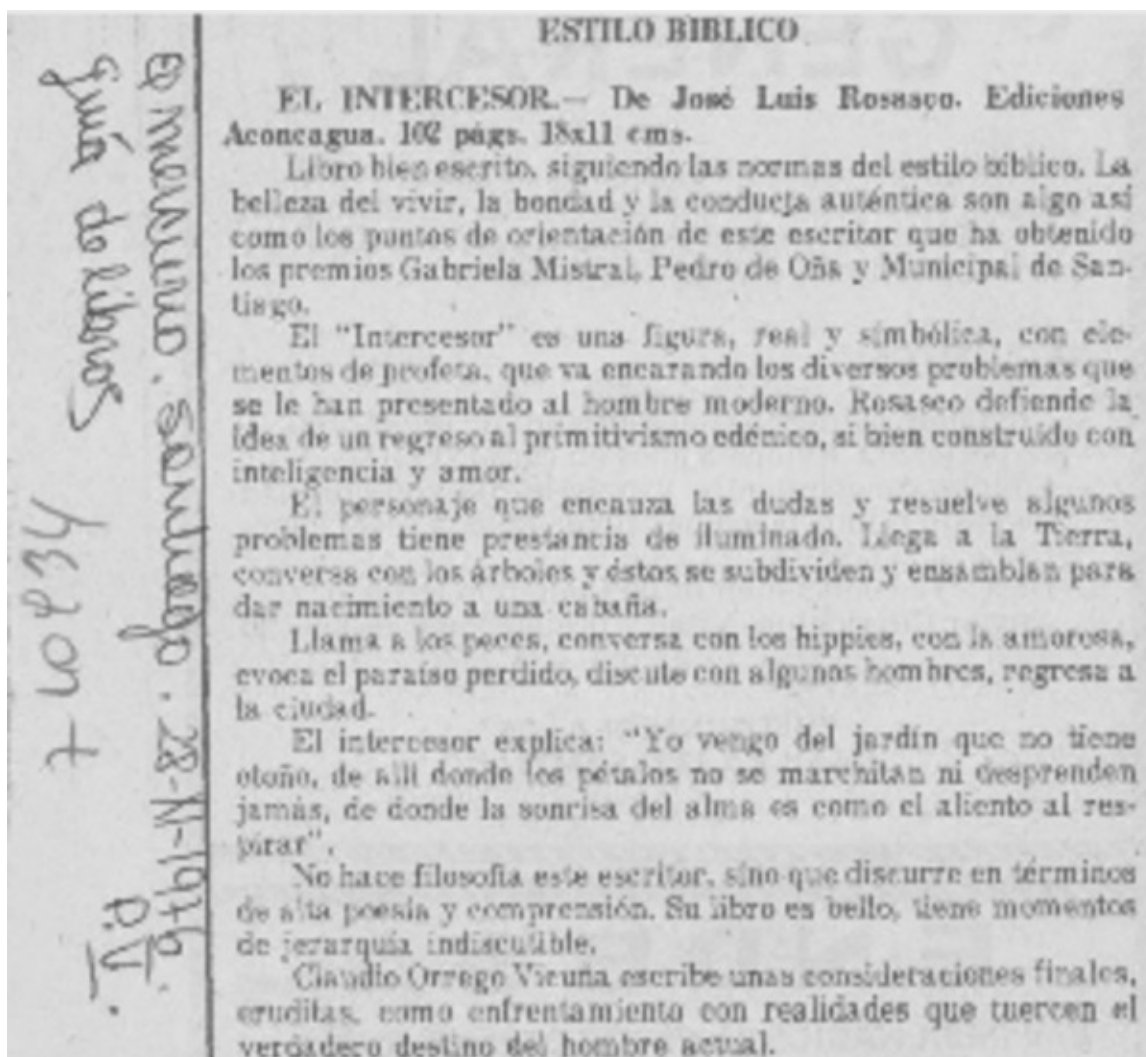 ESTILO BIBLICO
EL INTERCESOR.— De José Luis Rosasco. Ediciones
Aconcagua. 102 págs. 18x11 cms.
Libro bien escrito, siguiendo las normas del estilo bíblico. La
belleza del vivir, la bondad y la conducta auténtica son algo así
como los puntos de orientación de este escritor que ha obtenido
los premios Gabriela Mistral, Pedro de Oña y Municipal de San-
tiago.
El "Intercesor" es una figura, real y simbólica, con ele-
mentos de profeta, que va encarando los diversos problemas que
se le han presentado al hombre moderno. Rosasco defiende la
idea de un regreso al primitivismo edénico, si bien construído con
inteligencia y amor.
El personaje que encauza las dudas y resuelve algunos
problemas tiene prestancia de iluminado. Llega a la Tierra,
conversa con los árboles y éstos se subdividen y ensamblan para
dar nacimiento a una cabaña.
Llama a los peces, conversa con los hippies, con la amorosa,
evoca el paraíso perdido, discute con algunos hombres, regresa a
la ciudad.
El intercesor explica: "Yo vengo del jardín que no tiene
otoño, de allí donde los pétalos no se marchitan ni desprenden
jamás, de donde la sonrisa del alma es como el aliento al res-
pirar".
No hace filosofía este escritor, sino que discurre en términos
de alta poesía y comprensión. Su libro es bello, tiene momentos
de jerarquía indiscutible.
Claudio Orrego Vicuña escribe unas consideraciones finales,
eruditas, como enfrentamiento con realidades que tuercen el
verdadero destino del hombre actual.
El Mercurio. Santiago. 28-XI-1976.
Guía de libros P.V.